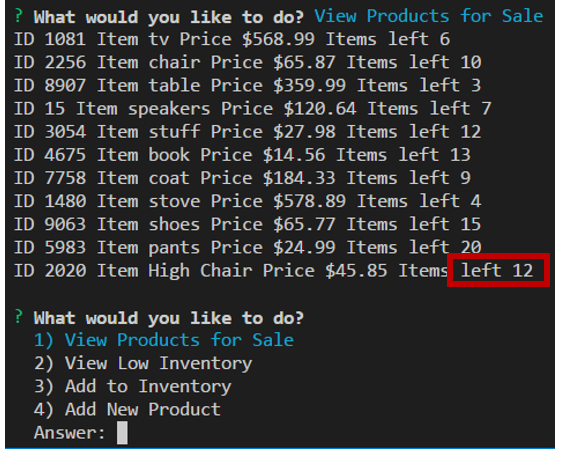 ? What would you like to do? View Products for Sale
ID 1081 Item tv Price $568.99 Items left 6
ID 2256 Item chair Price $65.87 Items left 10
ID 8907 Item table Price $359.99 Items left 3
ID 15 Item speakers Price $120.64 Items left 7
ID 3054 Item stuff Price $27.98 Items left 12
ID 4675 Item book Price $14.56 Items left 13
ID 7758 Item coat Price $184.33 Items left 9
ID 1480 Item stove Price $578.89 Items left 4
ID 9063 Item shoes Price $65.77 Items left 15
ID 5983 Item pants Price $24.99 Items left 20
ID 2020 Item High Chair Price $45.85 Items left 12
? What would you like to do?
1) View Products for Sale
2) View Low Inventory
3) Add to Inventory
4) Add New Product
Answer: